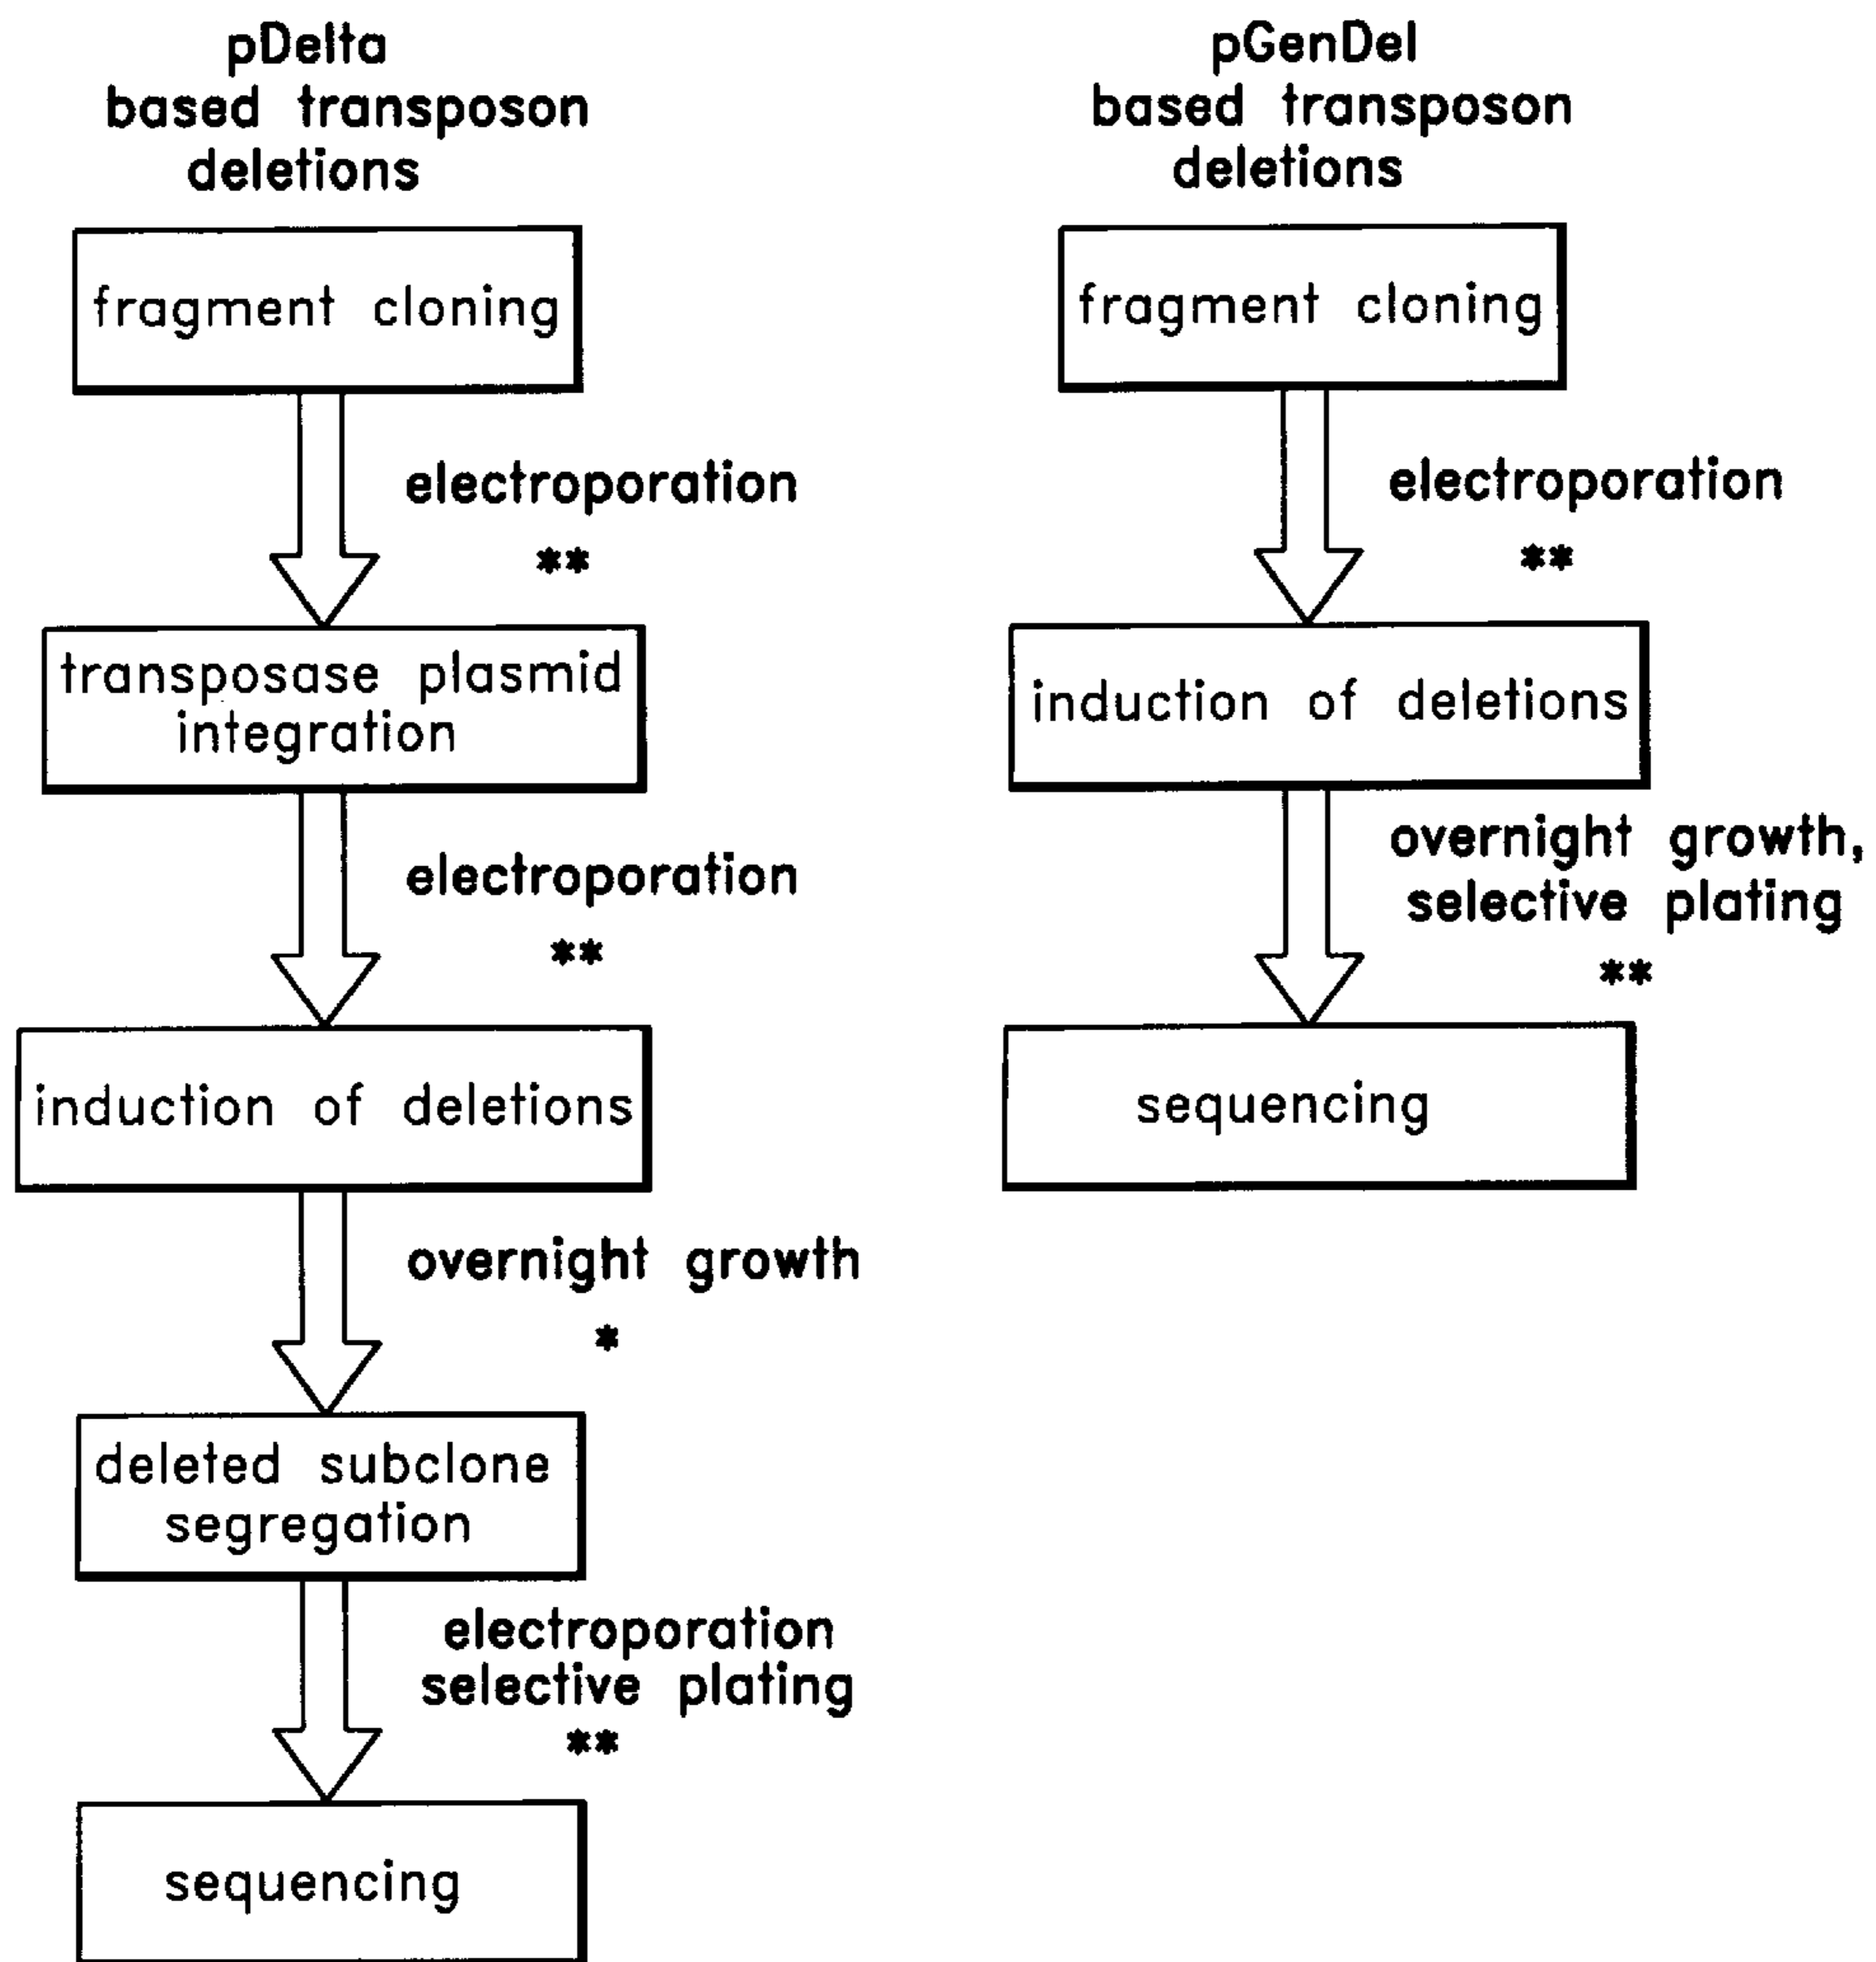 pDelta
based transposon
deletions
fragment cloning
electroporation
**
transposase plasmid
integration
electroporation
**
induction of deletions
overnight growth
*
deleted subclone
segregation
electroporation
selective plating
**
sequencing
pGenDel
based transposon
deletions
fragment cloning
electroporation
**
induction of deletions
overnight growth,
selective plating
**
sequencing